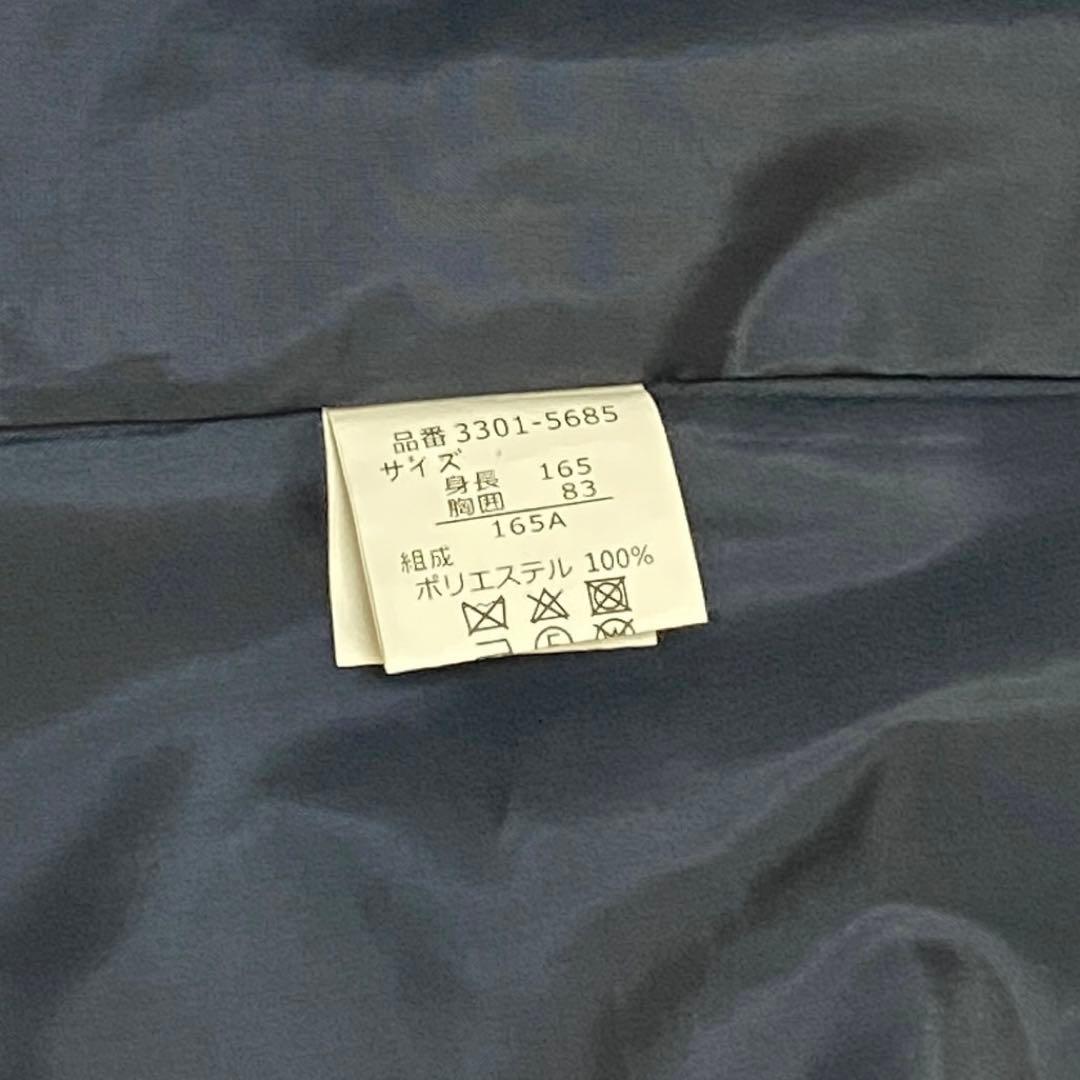 品番 3301-5685
サイズ
身長 165
胸囲 83
165A
組成
ポリエステル 100%